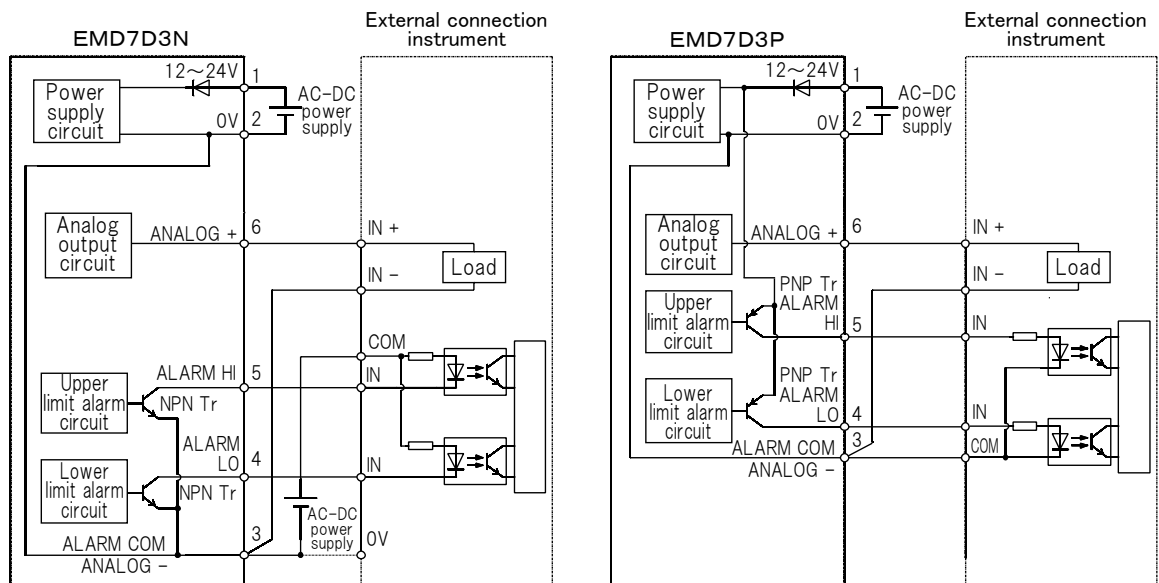 EMD7D3N
External connection
instrument
12～24V
1
Power
supply
circuit
AC-DC
power
supply
0V
2
Analog
output
circuit
ANALOG +
6
IN +
IN -
Load
COM
Upper
limit alarm
circuit
ALARM HI
5
IN
NPN Tr
ALARM
LO
4
IN
Lower
limit alarm
circuit
NPN Tr
AC-DC
power
supply
3
0V
ALARM COM
ANALOG -
EMD7D3P
External connection
instrument
12～24V
1
Power
supply
circuit
AC-DC
power
supply
0V
2
Analog
output
circuit
ANALOG +
6
IN +
IN -
Load
PNP Tr
ALARM
HI
5
IN
Upper
limit alarm
circuit
PNP Tr
ALARM
LO
4
IN
Lower
limit alarm
circuit
3
ALARM COM
COM
ANALOG -